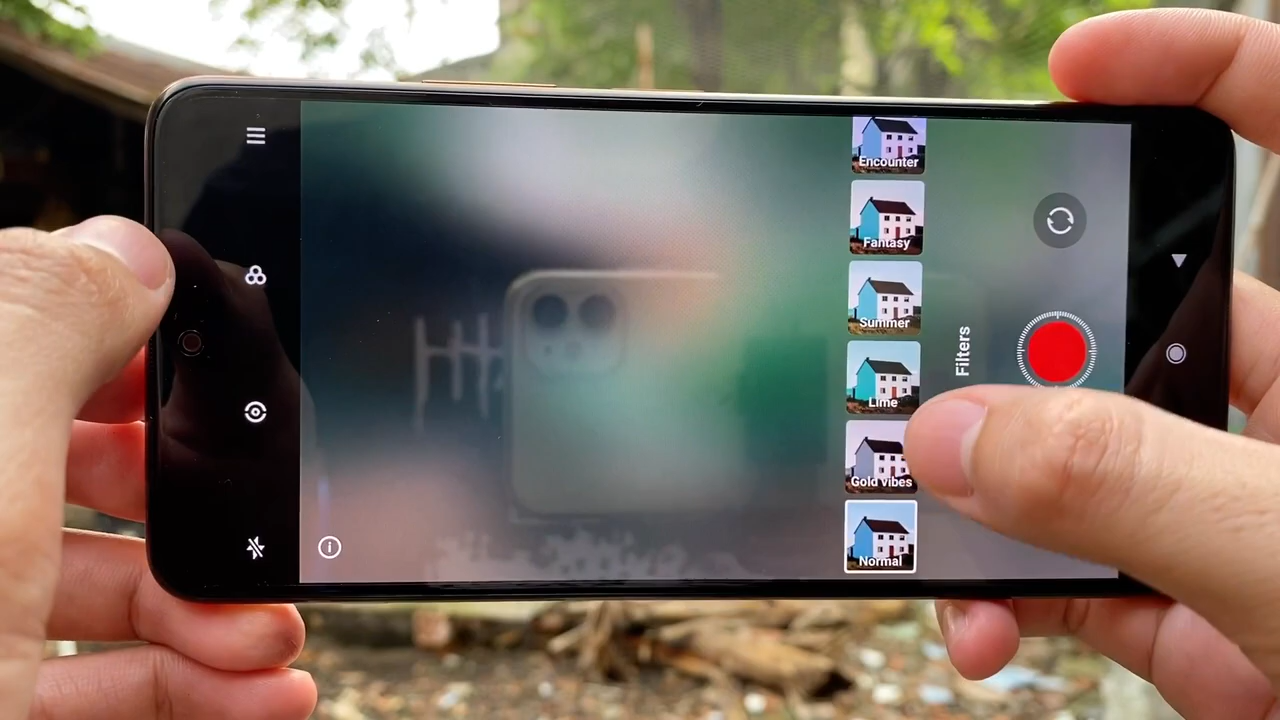 Encounter
Fantasy
Summer
Lime
Gold vibes
Normal
Filters